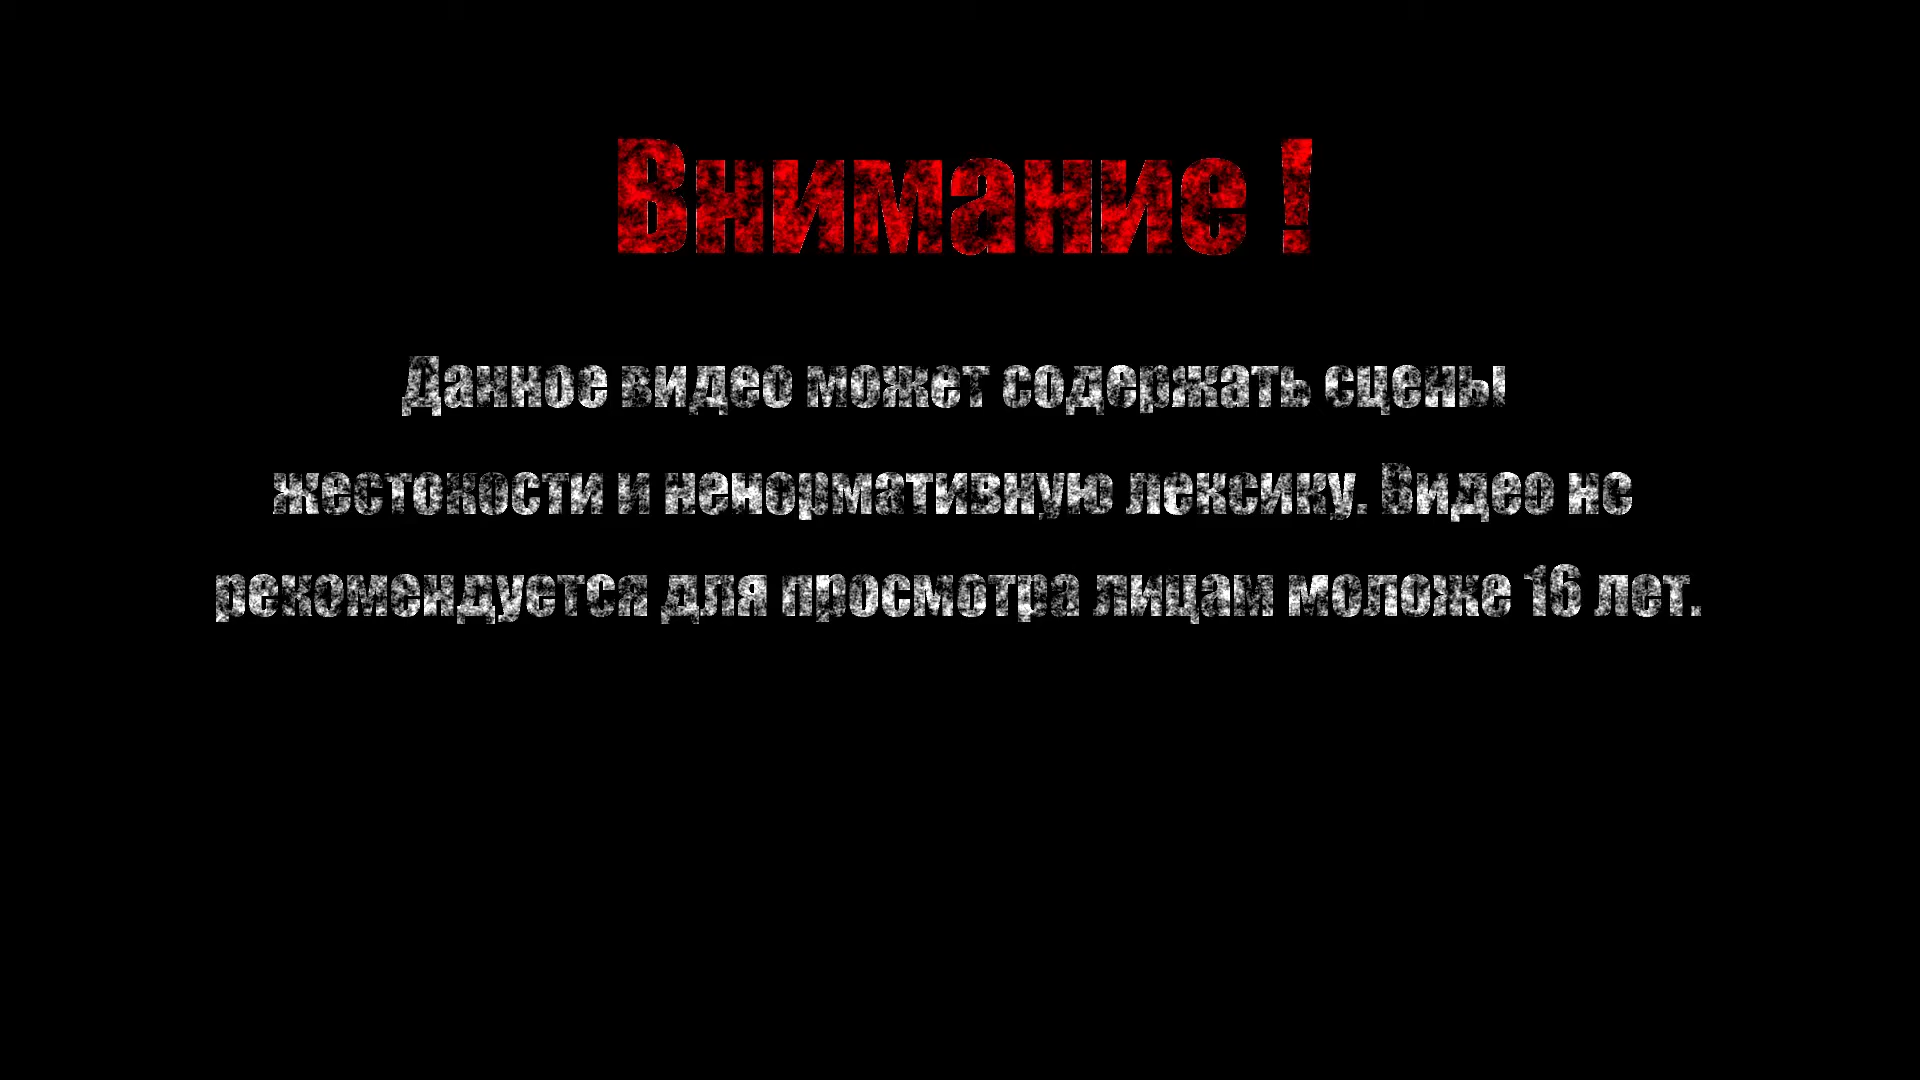 Внимание !
Данное видео может содержать сцены
жестокости и ненормативную лексику. Видео не
рекомендуется для просмотра лицам моложе 16 лет.